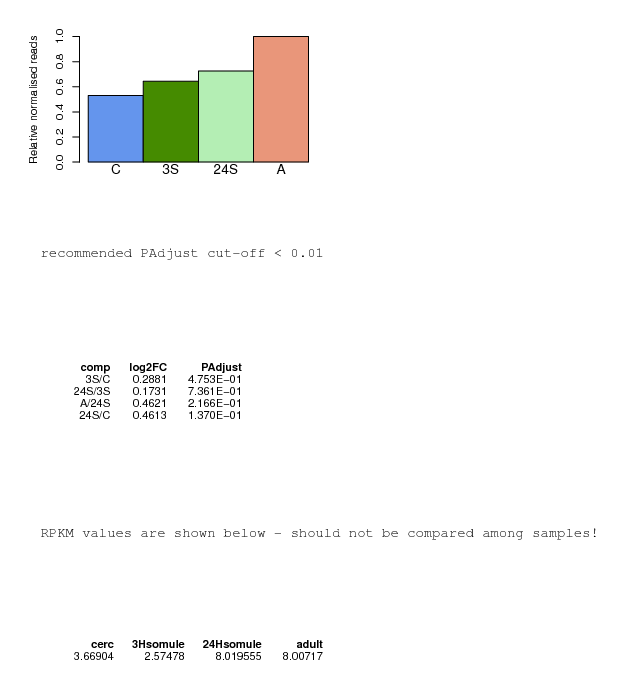 Relative normalised reads
1.0
0.8
0.6
0.4
0.2
0.0
C 3S 24S A
recommended PAdjust cut-off < 0.01
comp log2FC PAdjust
3S/C 0.2881 4.753E-01
24S/3S 0.1731 7.361E-01
A/24S 0.4621 2.166E-01
24S/C 0.4613 1.370E-01
RPKM values are shown below - should not be compared among samples!
cerc 3Hsomule 24Hsomule adult
3.66904 2.57478 8.019555 8.00717